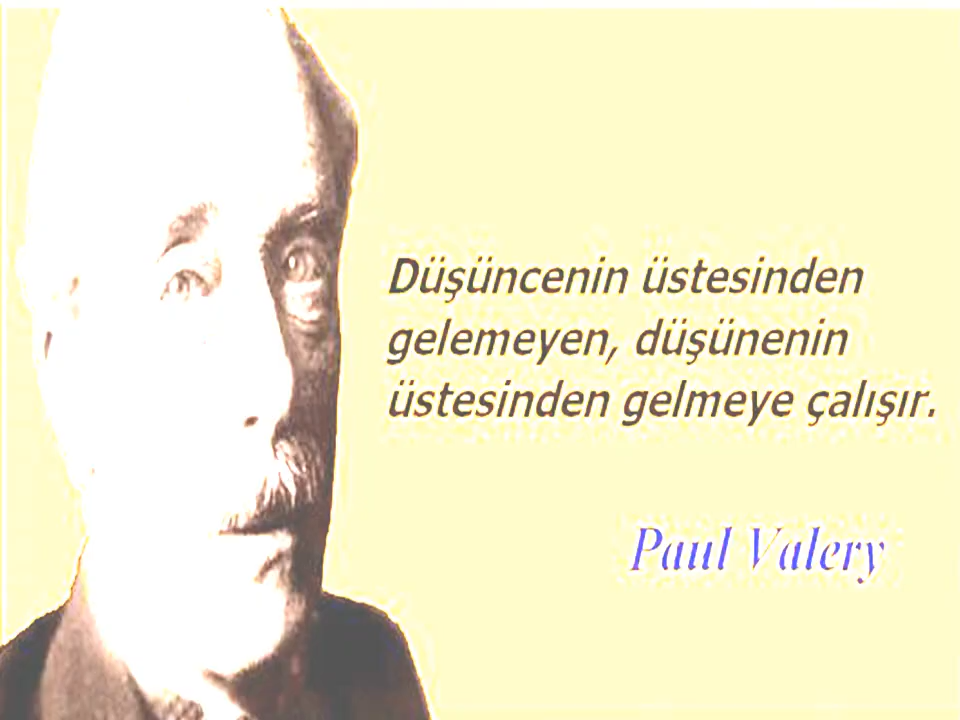 Düşüncenin üstesinden
gelemeyen, düşünenin
üstesinden gelmeye çalışır.
Paul Valery